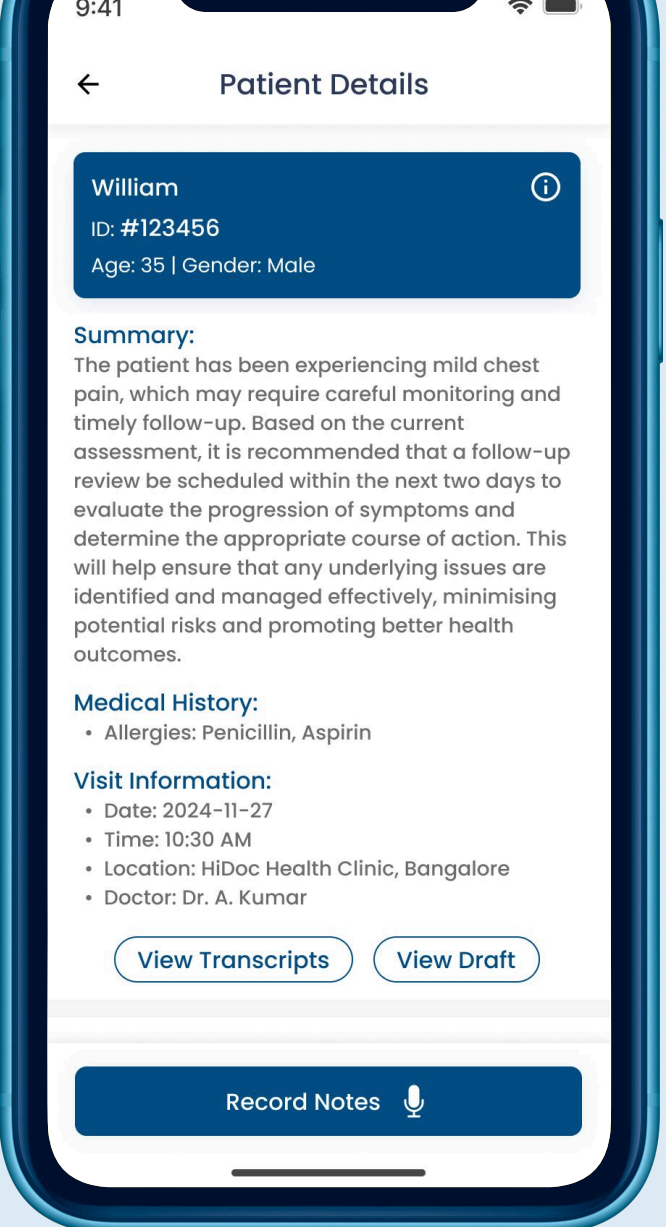 9:41
Patient Details
William
ID: #123456
Age: 35 | Gender: Male
Summary:
The patient has been experiencing mild chest
pain, which may require careful monitoring and
timely follow-up. Based on the current
assessment, it is recommended that a follow-up
review be scheduled within the next two days to
evaluate the progression of symptoms and
determine the appropriate course of action. This
will help ensure that any underlying issues are
identified and managed effectively, minimising
potential risks and promoting better health
outcomes.
Medical History:
• Allergies: Penicillin, Aspirin
Visit Information:
• Date: 2024-11-27
• Time: 10:30 AM
• Location: HiDoc Health Clinic, Bangalore
• Doctor: Dr. A. Kumar
View Transcripts View Draft
Record Notes